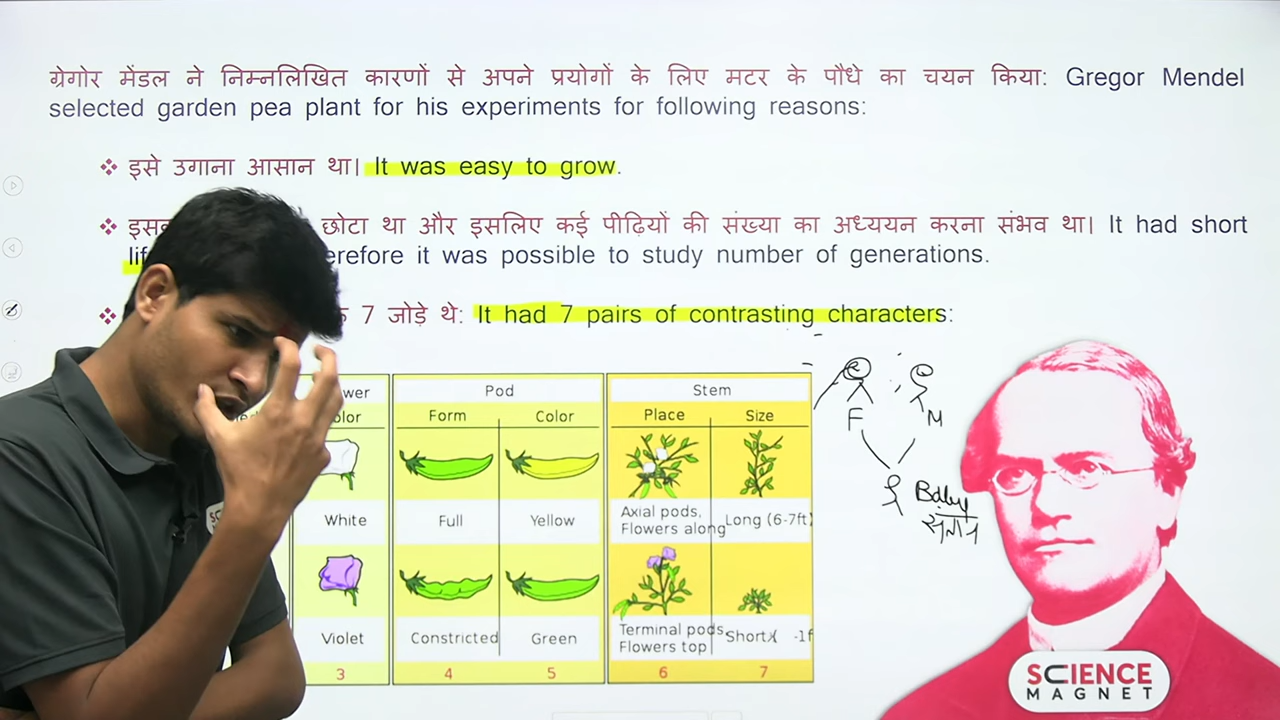 ग्रेगोर मेंडल ने निम्नलिखित कारणों से अपने प्रयोगों के लिए मटर के पौधे का चयन किया: Gregor Mendel
selected garden pea plant for his experiments for following reasons:
❖ इसे उगाना आसान था। It was easy to grow.
❖ छोटा था और इसलिए कई पीढ़ियों की संख्या का अध्ययन करना संभव था। It had short
it was possible to study number of generations.
❖ 7 जोड़े थे: It had 7 pairs of contrasting characters:
Pod Stem
Form Color Place Size
White Full Yellow Axial pods, Long (6-7ft)
Flowers along
Violet Constricted Green Terminal pods, Short
Flowers top
3 4 5 6 7
F M
Baby
SCIENCE
MAGNET